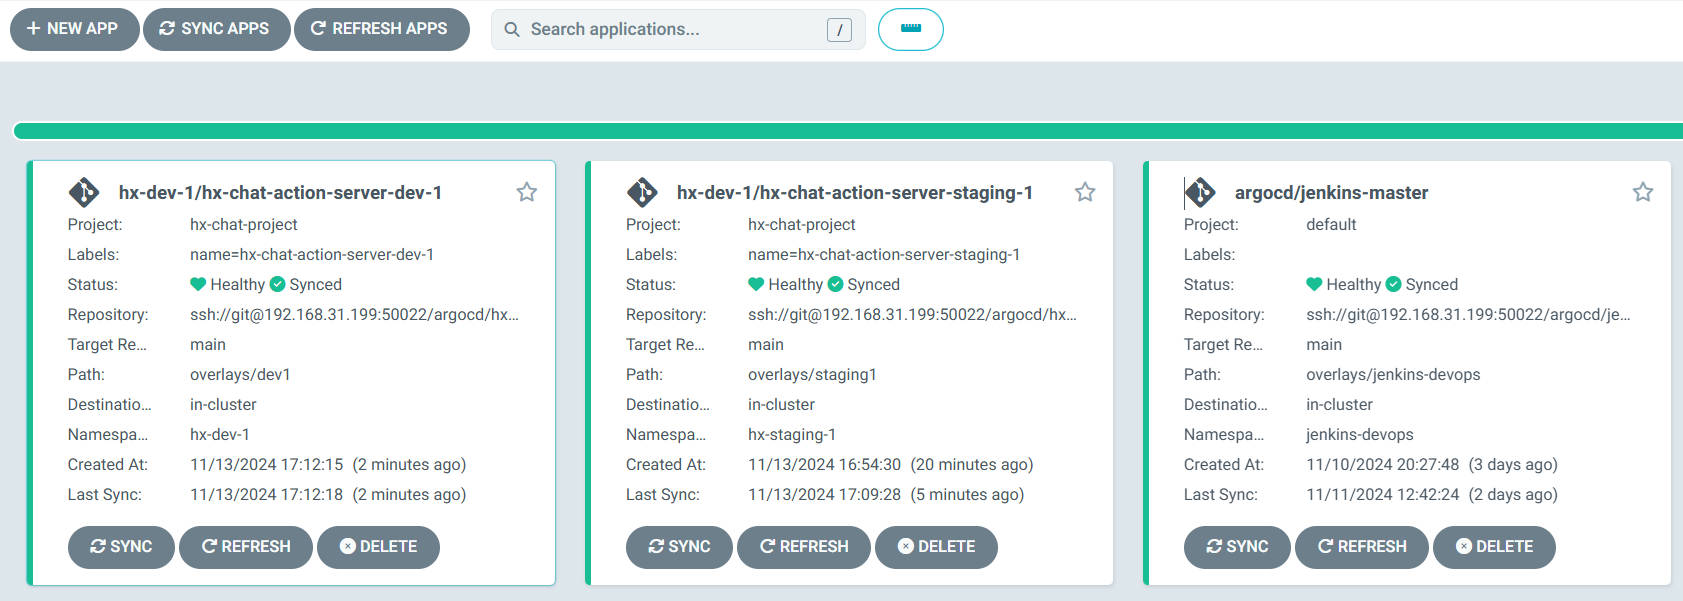 + NEW APP SYNC APPS REFRESH APPS Search applications... /
hx-dev-1/hx-chat-action-server-dev-1
Project: hx-chat-project
Labels: name=hx-chat-action-server-dev-1
Status: Healthy Synced
Repository: ssh://git@192.168.31.199:50022/argocd/hx...
Target Re... main
Path: overlays/dev1
Destinatio... in-cluster
Namespa... hx-dev-1
Created At: 11/13/2024 17:12:15 (2 minutes ago)
Last Sync: 11/13/2024 17:12:18 (2 minutes ago)
SYNC REFRESH DELETE
hx-dev-1/hx-chat-action-server-staging-1
Project: hx-chat-project
Labels: name=hx-chat-action-server-staging-1
Status: Healthy Synced
Repository: ssh://git@192.168.31.199:50022/argocd/hx...
Target Re... main
Path: overlays/staging1
Destinatio... in-cluster
Namespa... hx-staging-1
Created At: 11/13/2024 16:54:30 (20 minutes ago)
Last Sync: 11/13/2024 17:09:28 (5 minutes ago)
SYNC REFRESH DELETE
argocd/jenkins-master
Project: default
Labels:
Status: Healthy Synced
Repository: ssh://git@192.168.31.199:50022/argocd/je...
Target Re... main
Path: overlays/jenkins-devops
Destinatio... in-cluster
Namespa... jenkins-devops
Created At: 11/10/2024 20:27:48 (3 days ago)
Last Sync: 11/11/2024 12:42:24 (2 days ago)
SYNC REFRESH DELETE